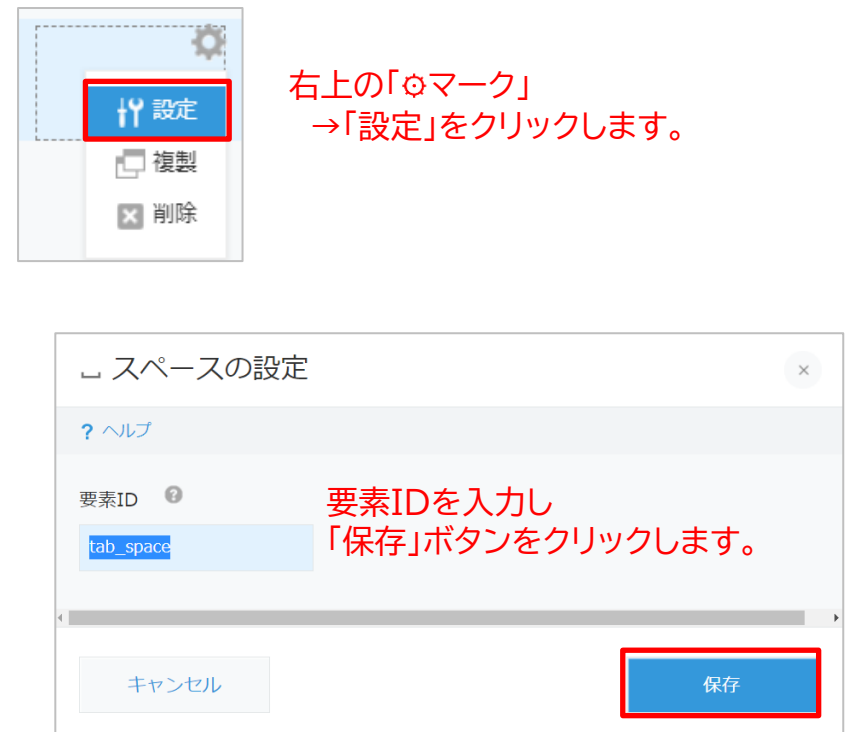 設定
複製
削除
右上の「⚙マーク」
→「設定」をクリックします。
スペースの設定
? ヘルプ
要素ID
tab_space
要素IDを入力し
「保存」ボタンをクリックします。
キャンセル
保存